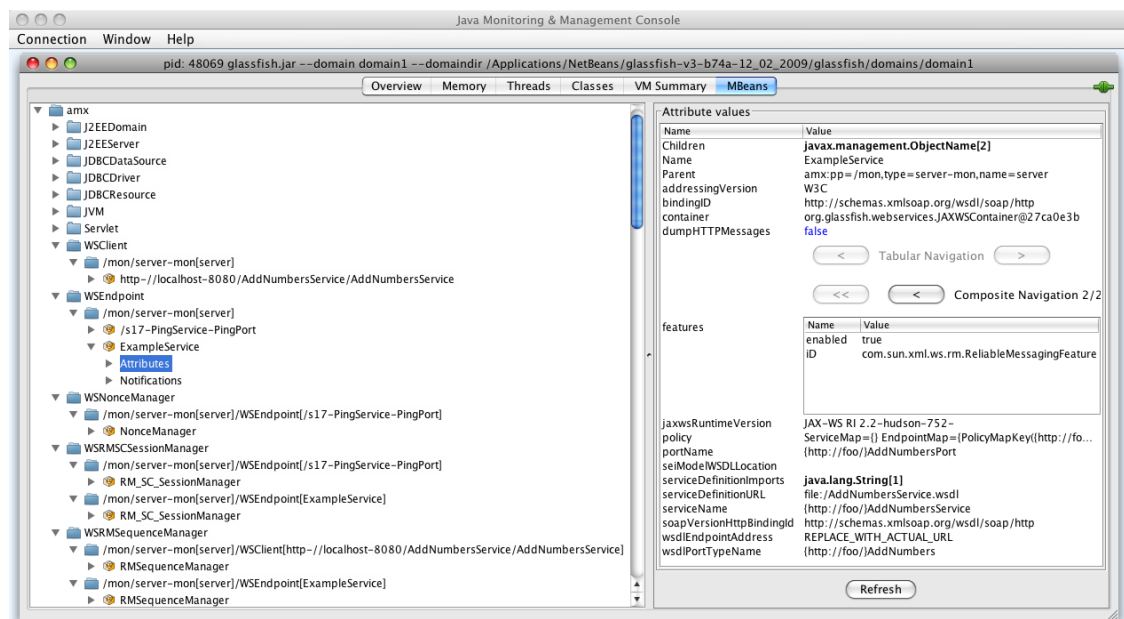 Java Monitoring & Management Console
Connection Window Help
pid: 48069 glassfish.jar --domain domain1 --domaindir /Applications/NetBeans/glassfish-v3-b74a-12_02_2009/glassfish/domains/domain1
Overview Memory Threads Classes VM Summary MBeans
amx
J2EEDomain
J2EEServer
JDBCDataSource
JDBCDriver
JDBCResource
JVM
Servlet
WSClient
/mon/server-mon[server]
http-//localhost-8080/AddNumbersService/AddNumbersService
WSEndpoint
/mon/server-mon[server]
/s17-PingService-PingPort
ExampleService
Attributes
Notifications
WSNonceManager
/mon/server-mon[server]/WSEndpoint[/s17-PingService-PingPort]
NonceManager
WSRMSCSessionManager
/mon/server-mon[server]/WSEndpoint[/s17-PingService-PingPort]
RM_SC_SessionManager
/mon/server-mon[server]/WSEndpoint[ExampleService]
RM_SC_SessionManager
WSRMSequenceManager
/mon/server-mon[server]/WSClient[http-//localhost-8080/AddNumbersService/AddNumbersService]
RMSequenceManager
/mon/server-mon[server]/WSEndpoint[ExampleService]
RMSequenceManager
Attribute values
Name Value
Children javax.management.ObjectName[2]
Name ExampleService
Parent amx:pp=/mon,type=server-mon,name=server
addressingVersion W3C
bindingID http://schemas.xmlsoap.org/wsdl/soap/http
container org.glassfish.webservices.JAXWSContainer@27ca0e3b
dumpHTTPMessages false
< Tabular Navigation >
<< < Composite Navigation 2/2
features
Name Value
enabled true
iD com.sun.xml.ws.rm.ReliableMessagingFeature
jaxwsRuntimeVersion JAX-WS RI 2.2-hudson-752-
policy ServiceMap={} EndpointMap={PolicyMapKey({http://fo...
portName {http://foo/}AddNumbersPort
seiModelWSDLLocation
serviceDefinitionImports java.lang.String[1]
serviceDefinitionURL file:/AddNumbersService.wsdl
serviceName {http://foo/}AddNumbersService
soapVersionHttpBindingId http://schemas.xmlsoap.org/wsdl/soap/http
wsdlEndpointAddress REPLACE_WITH_ACTUAL_URL
wsdlPortTypeName {http://foo/}AddNumbers
Refresh